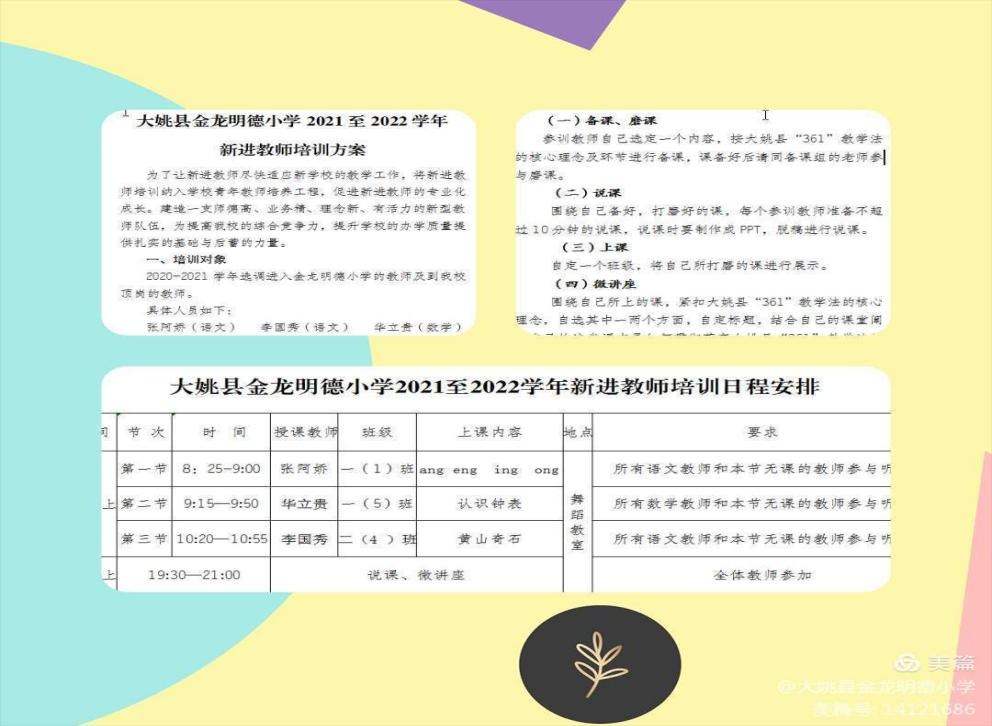 大姚县金龙明德小学 2021 至 2022 学年
新进教师培训方案
为了让新进教师尽快适应新学校的教学工作，将新进教
师培训纳入学校青年教师培养工程，促进新进教师的专业化
成长。建造一支师德高、业务精、理念新、有活力的新型教
师队伍，为提高我校的综合竞争力，提升学校的办学质量提
供扎实的基础与后蓄的力量。
一、培训对象
2020-2021 学年选调进入金龙明德小学的教师及到我校
顶岗的教师。
具体人员如下：
张阿娇（语文） 李国秀（语文） 华立贵（数学）
（一）备课、磨课
参训教师自己选定一个内容，按大姚县“361”教学法
的核心理念及环节进行备课，课备好后请同备课组的老师参
与磨课。
（二）说课
围绕自己备好，打磨好的课，每个参训教师准备不超
过 10 分钟的说课，说课时要制作成 PPT，脱稿进行说课。
（三）上课
自定一个班级，将自己所打磨的课进行展示。
（四）微讲座
围绕自己所上的课，紧扣大姚县“361”教学法的核心
理念，自选其中一两个方面，自定标题，结合自己的课堂阐
大姚县金龙明德小学2021至2022学年新进教师培训日程安排
间 节 次 时 间 授课教师 班级 上课内容 地点 要求
第一节 8：25-9:00 张阿娇 一（1）班 ang eng ing ong 所有语文教师和本节无课的教师参与听
上 第二节 9:15—9:50 华立贵 一（5）班 认识钟表 舞蹈教室 所有数学教师和本节无课的教师参与听
第三节 10:20—10:55 李国秀 二（4 ）班 黄山奇石 所有语文教师和本节无课的教师参与听
上 19:30—21:00 说课、微讲座 全体教师参加
美篇
@大姚县金龙明德小学
美篇号: 14121686